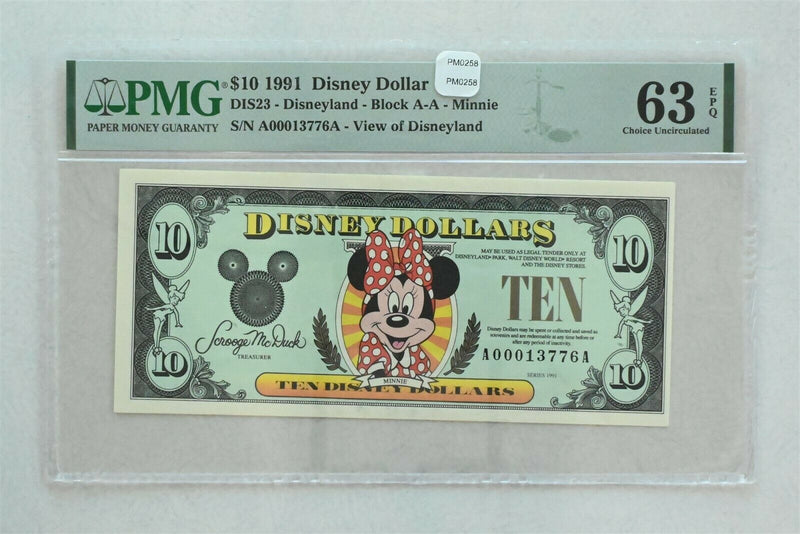 PMG® $10 1991 Disney Dollar
PM0258
PM0258
DIS23 - Disneyland - Block A-A - Minnie
PAPER MONEY GUARANTY
S/N A00013776A - View of Disneyland
63 EPQ
Choice Uncirculated
10
DISNEY DOLLARS
10
MAY BE USED AS LEGAL TENDER ONLY AT
DISNEYLAND® PARK, WALT DISNEY WORLD® RESORT
AND THE DISNEY STORES.
TEN
Disney Dollars may be spent or collected and saved as
souvenirs and are redeemable at any time before or
after any period of inactivity.
Scrooge McDuck
TREASURER
A00013776A
10
MINNIE
SERIES 1991
10
TEN DISNEY DOLLARS